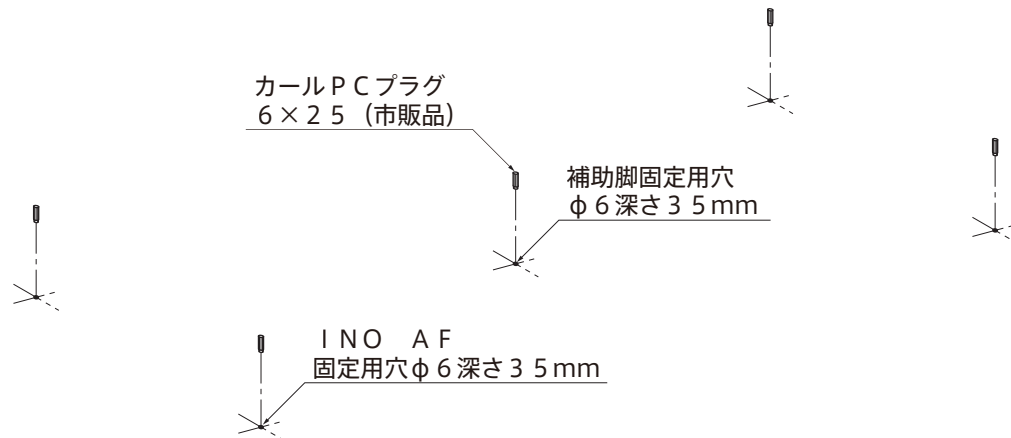 カールＰＣプラグ
６×２５（市販品）
補助脚固定用穴
φ６深さ３５mm
ＩＮＯ　ＡＦ
固定用穴φ６深さ３５mm